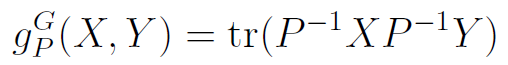 g_P^G(X, Y) = tr(P^{-1}XP^{-1}Y)